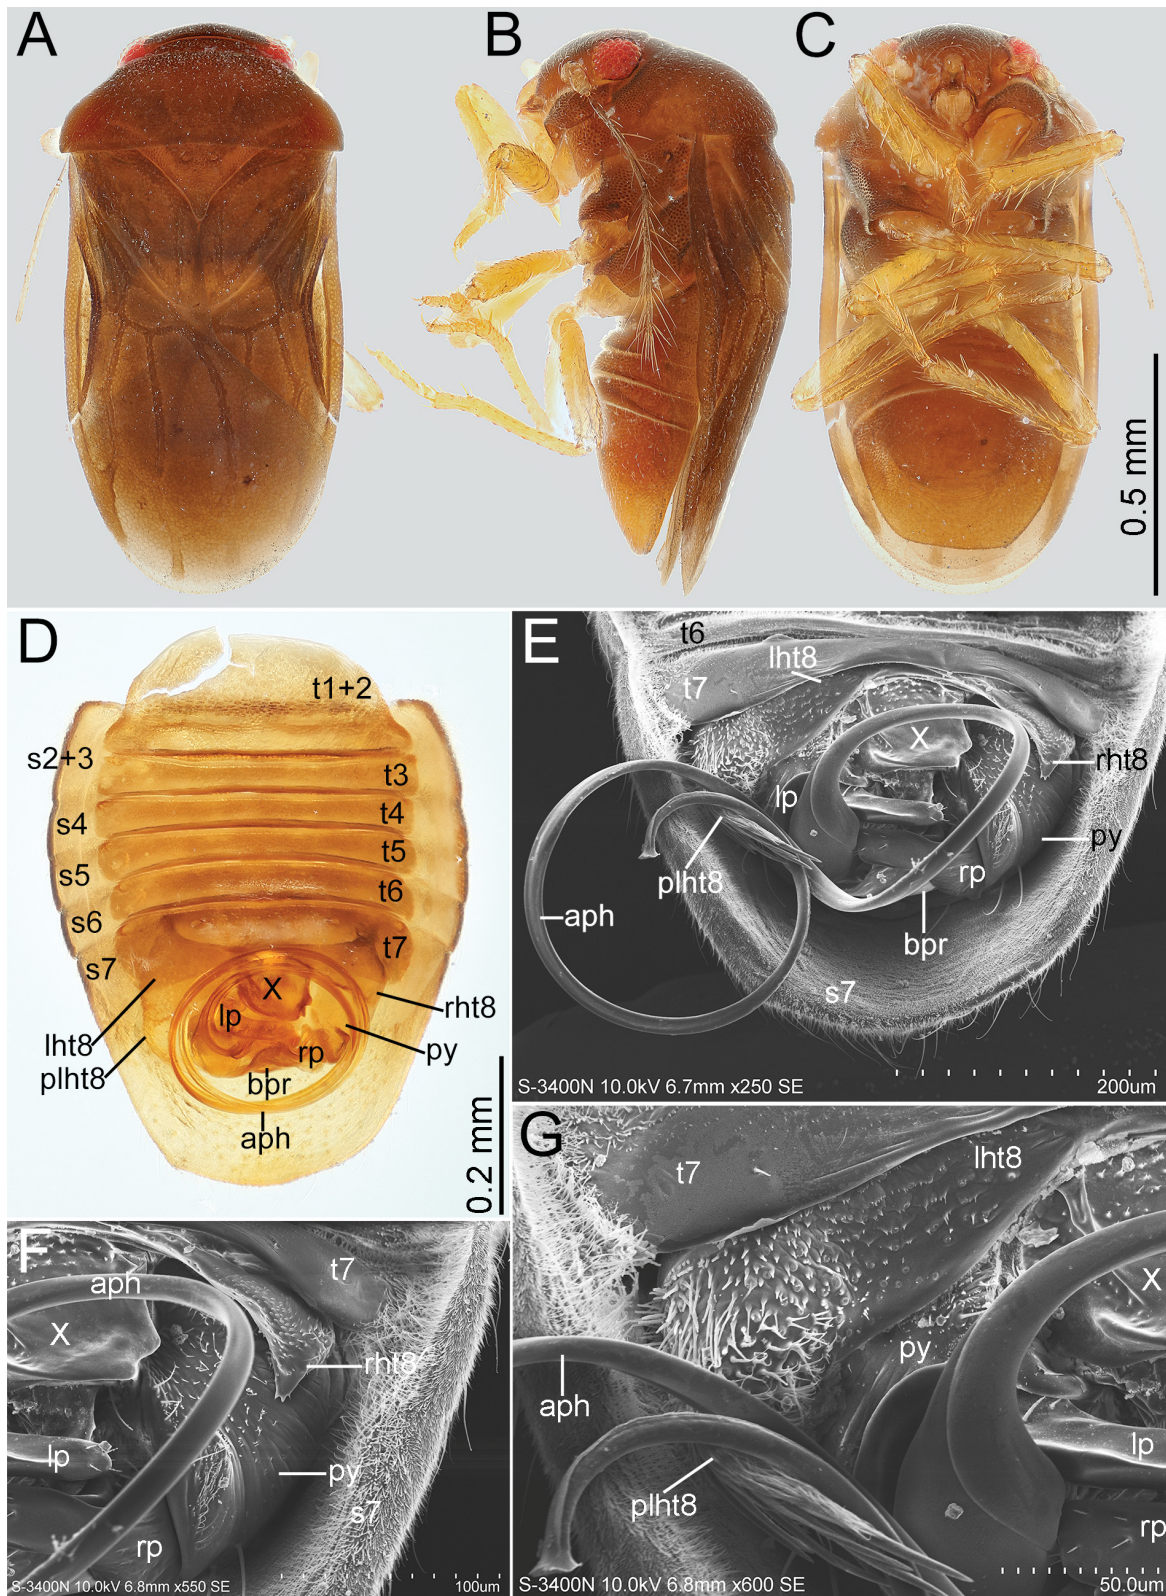 A
B
C
0.5 mm
D
t1+2
s2+3
t3
s4
t4
t5
s5
t6
s6
t7
s7
X
lp
rht8
lht8
py
rp
plht8
bpr
aph
0.2 mm
E
t6
lht8
t7
X
rht8
lp
py
plht8
rp
aph
bpr
s7
S-3400N 10.0kV 6.7mm x250 SE
200um
F
t7
aph
X
rht8
lp
py
s7
rp
S-3400N 10.0kV 6.8mm x550 SE
100um
G
lht8
t7
X
py
aph
lp
plht8
rp
S-3400N 10.0kV 6.8mm x600 SE
50.0um